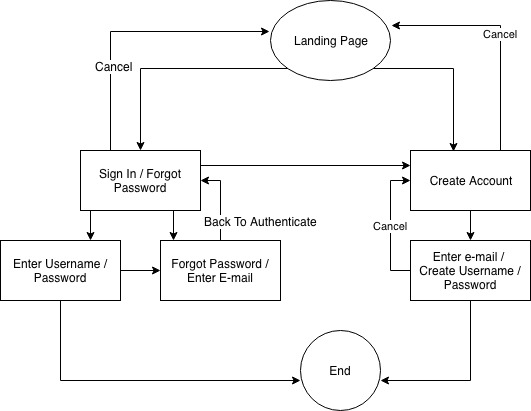 Landing Page
Cancel
Cancel
Sign In / Forgot
Password
Create Account
Back To Authenticate
Cancel
Enter Username /
Password
Forgot Password /
Enter E-mail
Enter e-mail /
Create Username /
Password
End